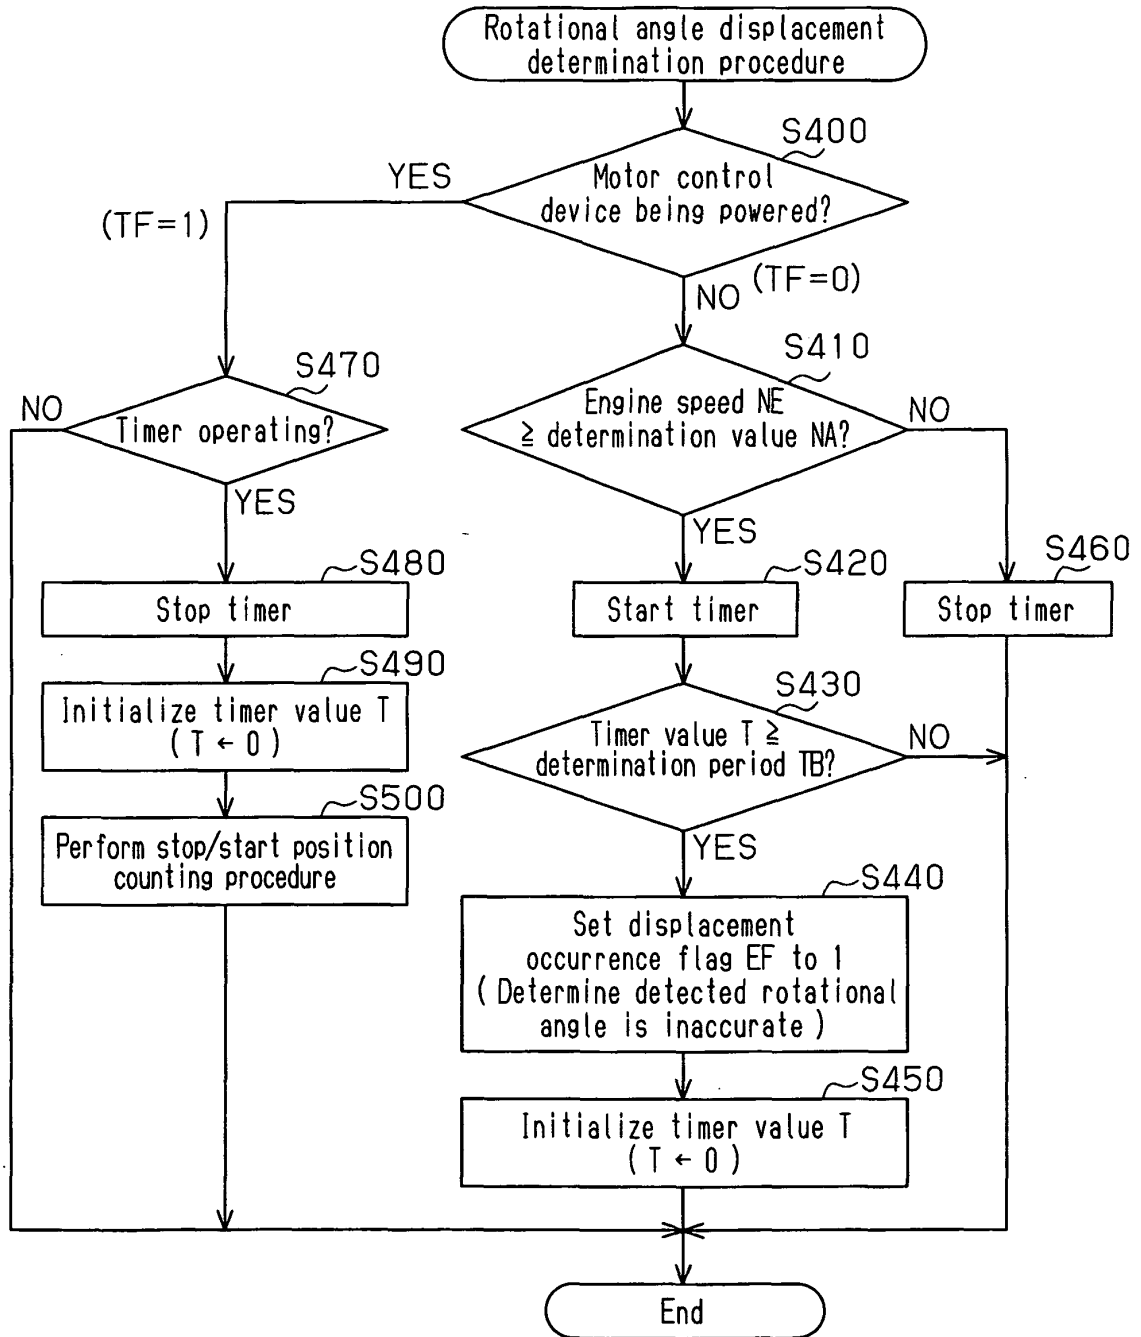 Rotational angle displacement
determination procedure
S400
Motor control
device being powered?
YES
(TF=1)
NO
(TF=0)
S410
Engine speed NE
≧ determination value NA?
NO
YES
S470
Timer operating?
NO
YES
S480
Stop timer
S490
Initialize timer value T
( T ← 0 )
S500
Perform stop/start position
counting procedure
S420
Start timer
S460
Stop timer
S430
Timer value T ≧
determination period TB?
NO
YES
S440
Set displacement
occurrence flag EF to 1
( Determine detected rotational
angle is inaccurate )
S450
Initialize timer value T
( T ← 0 )
End